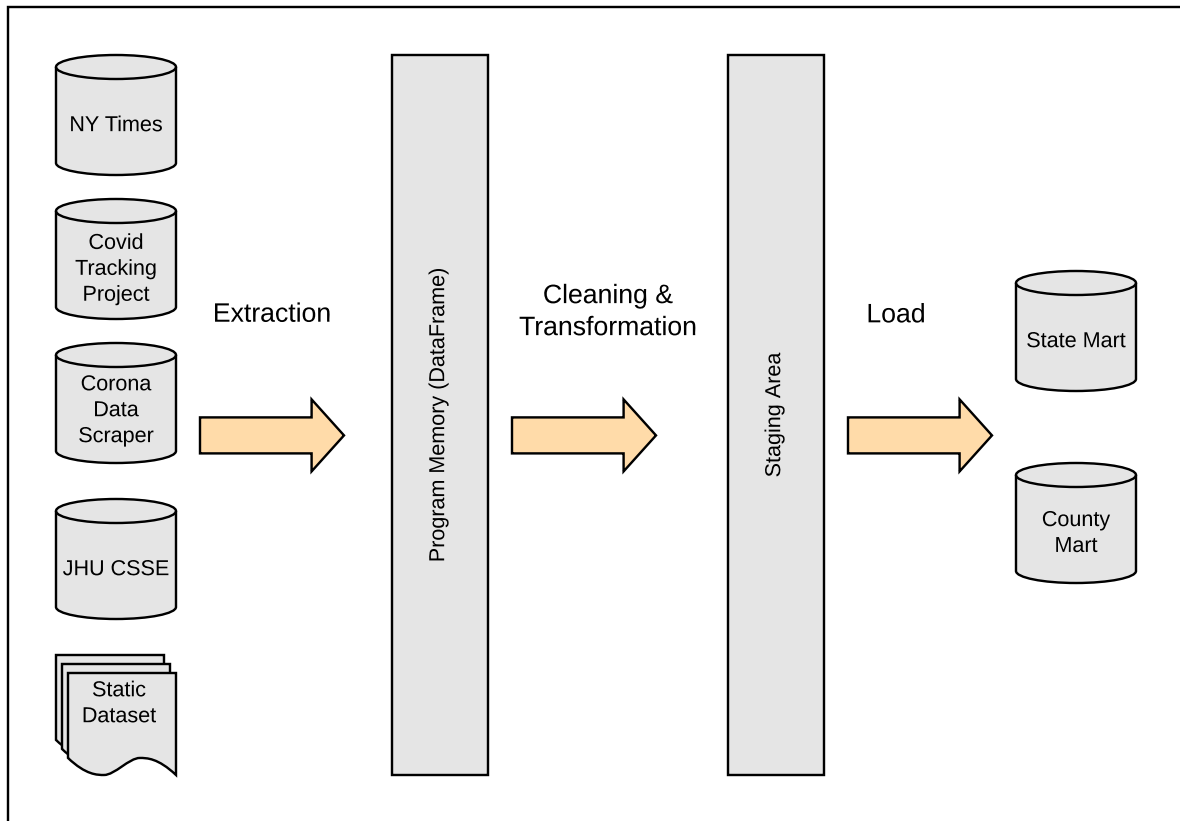 NY Times
Covid
Tracking
Project
Corona
Data
Scraper
JHU CSSE
Static
Dataset
Extraction
Program Memory (DataFrame)
Cleaning &
Transformation
Staging Area
Load
State Mart
County
Mart